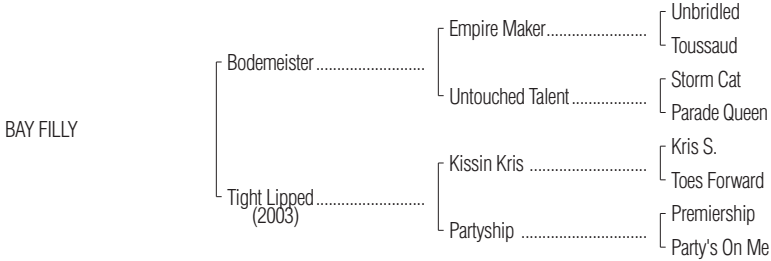 Unbridled
Empire Maker..........................
Toussaud
Bodemeister..........................
Storm Cat
Untouched Talent..................
Parade Queen
BAY FILLY
Kris S.
Kissin Kris ............................
Toes Forward
Tight Lipped..........................
(2003)
Premiership
Partyship ..............................
Party's On Me